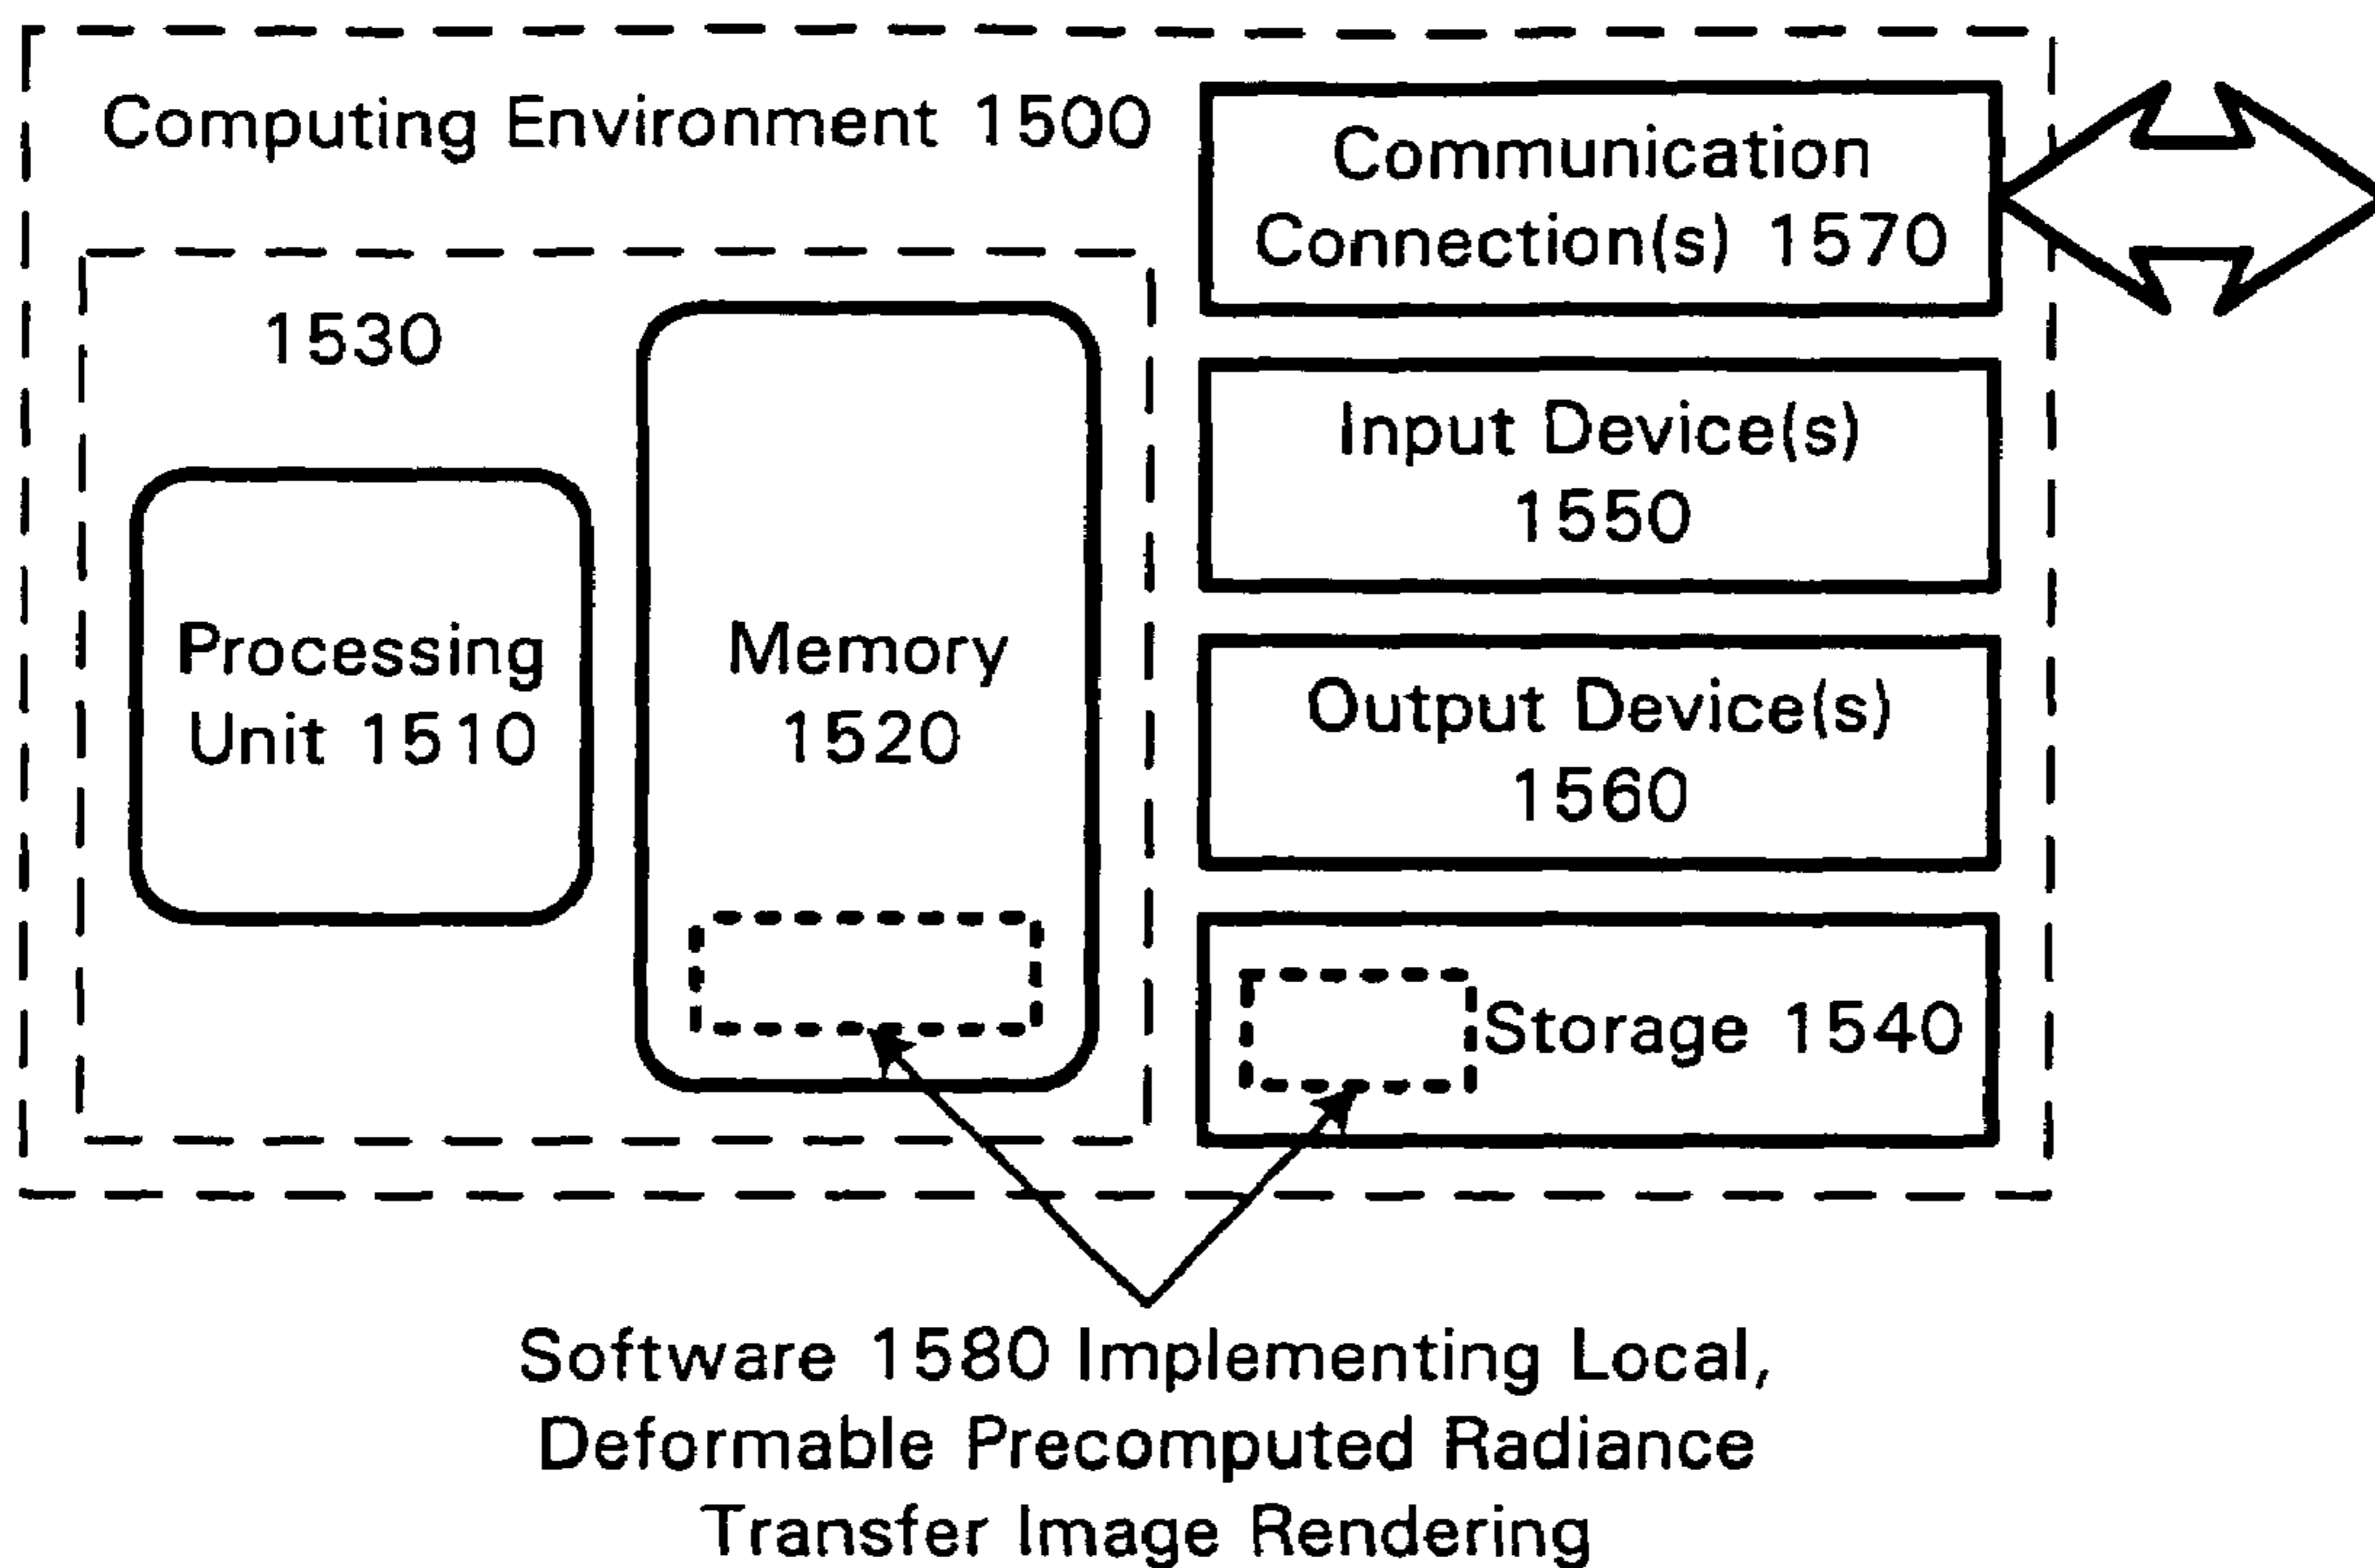 Computing Environment 1500
Communication
Connection(s) 1570
1530
Input Device(s)
1550
Processing
Unit 1510
Memory
1520
Output Device(s)
1560
Storage 1540
Software 1580 Implementing Local,
Deformable Precomputed Radiance
Transfer Image Rendering